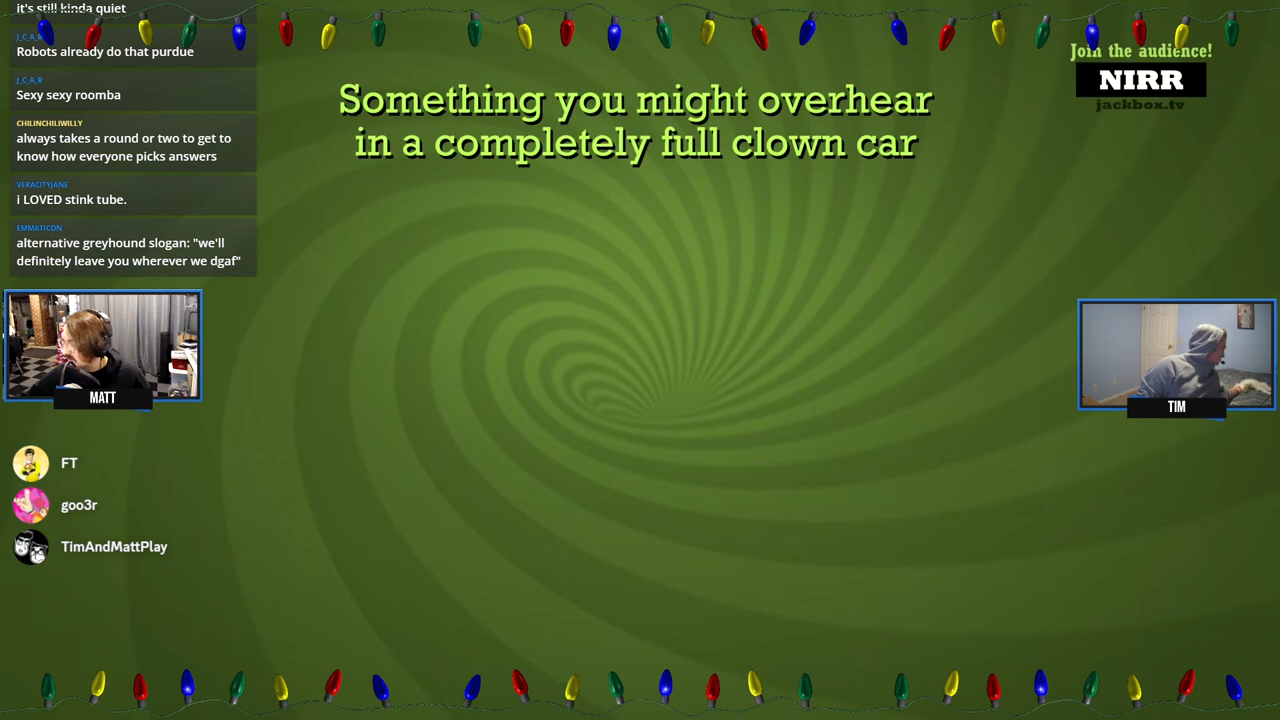 it's still kinda quiet
J_C_A_B
Robots already do that purdue
J_C_A_B
Sexy sexy roomba
CHILINCHILIWILLY
always takes a round or two to get to
know how everyone picks answers
VERACITYJANE
i LOVED stink tube.
EMMATICON
alternative greyhound slogan: "we'll
definitely leave you wherever we dgaf"
Something you might overhear
in a completely full clown car
Join the audience!
NIRR
jackbox.tv
MATT
TIM
FT
goo3r
TimAndMattPlay